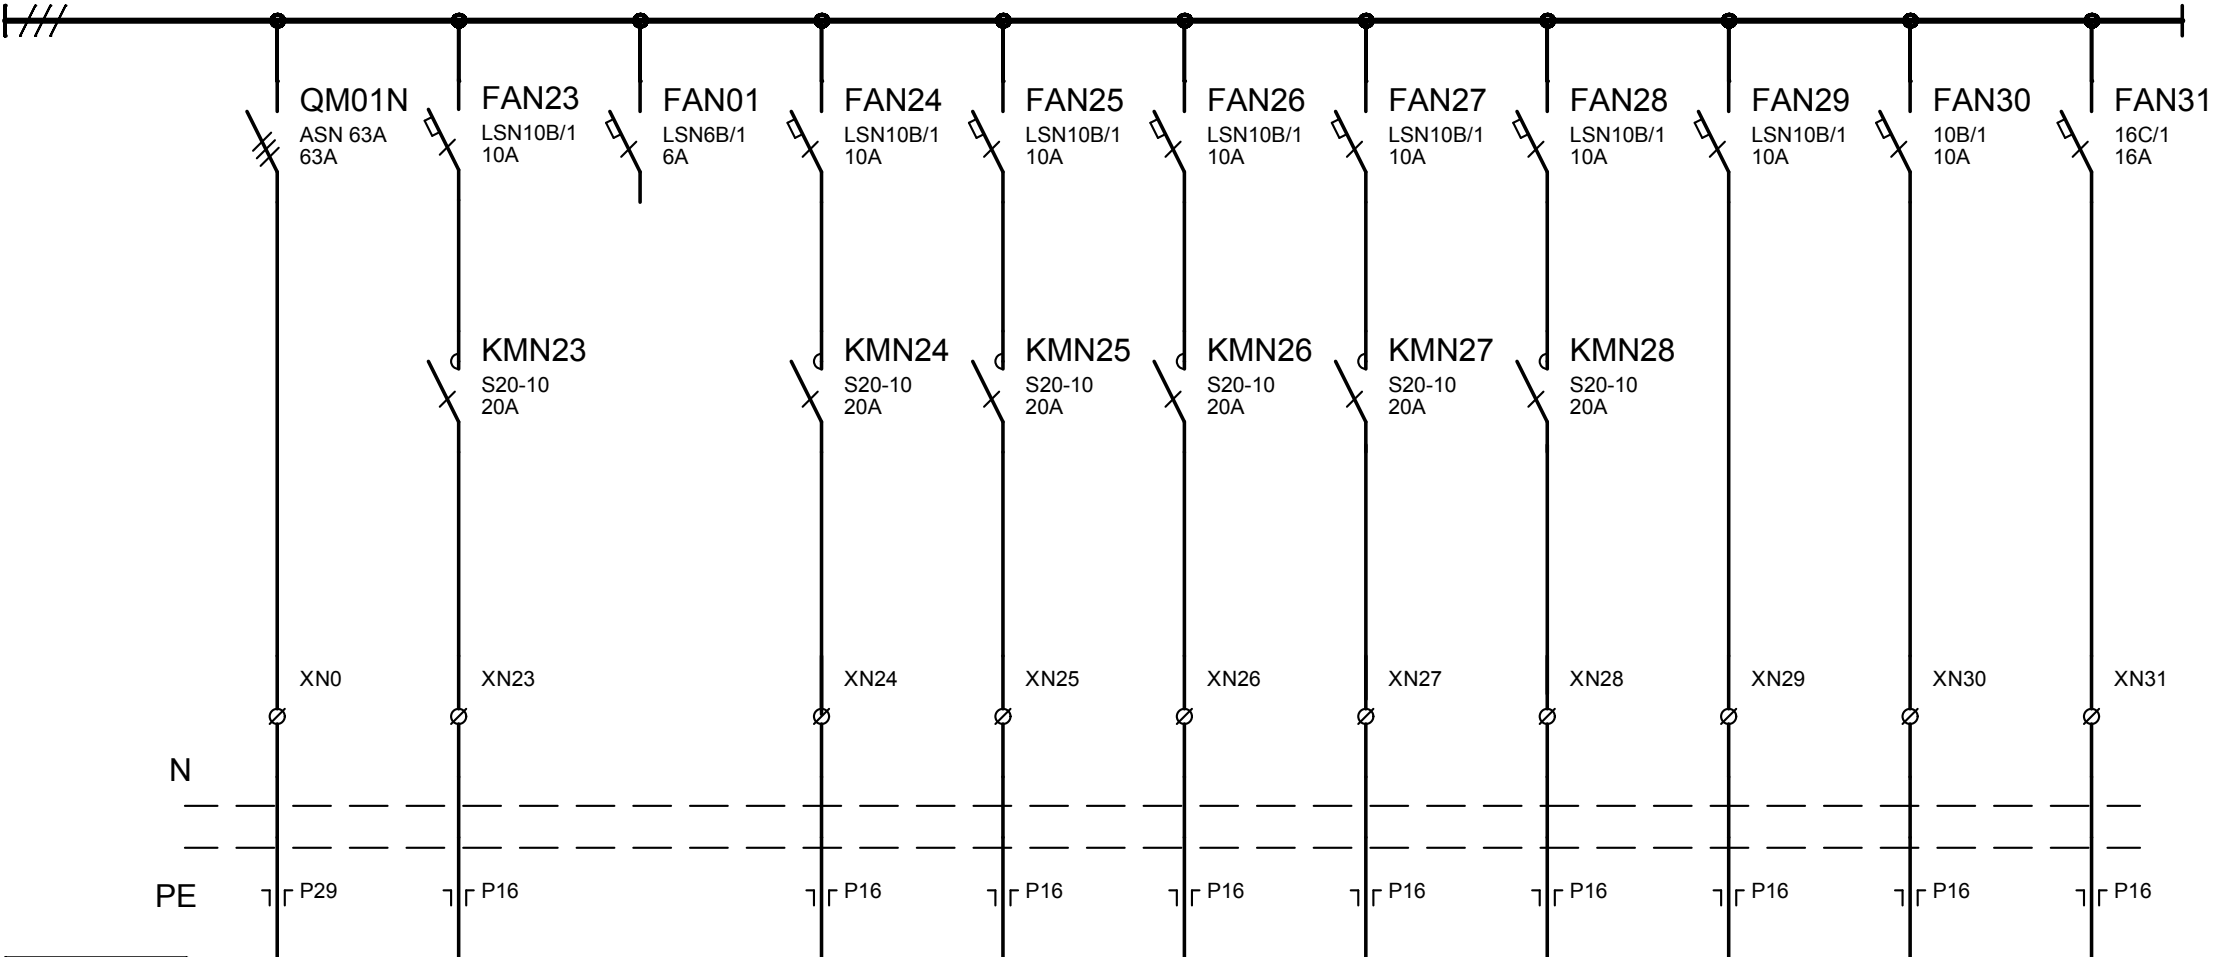 QM01N
ASN 63A
63A
FAN23
LSN10B/1
10A
FAN01
LSN6B/1
6A
FAN24
LSN10B/1
10A
FAN25
LSN10B/1
10A
FAN26
LSN10B/1
10A
FAN27
LSN10B/1
10A
FAN28
LSN10B/1
10A
FAN29
LSN10B/1
10A
FAN30
10B/1
10A
FAN31
16C/1
16A
KMN23
S20-10
20A
KMN24
S20-10
20A
KMN25
S20-10
20A
KMN26
S20-10
20A
KMN27
S20-10
20A
KMN28
S20-10
20A
XN0
XN23
XN24
XN25
XN26
XN27
XN28
XN29
XN30
XN31
N
PE
P29
P16
P16
P16
P16
P16
P16
P16
P16
P16